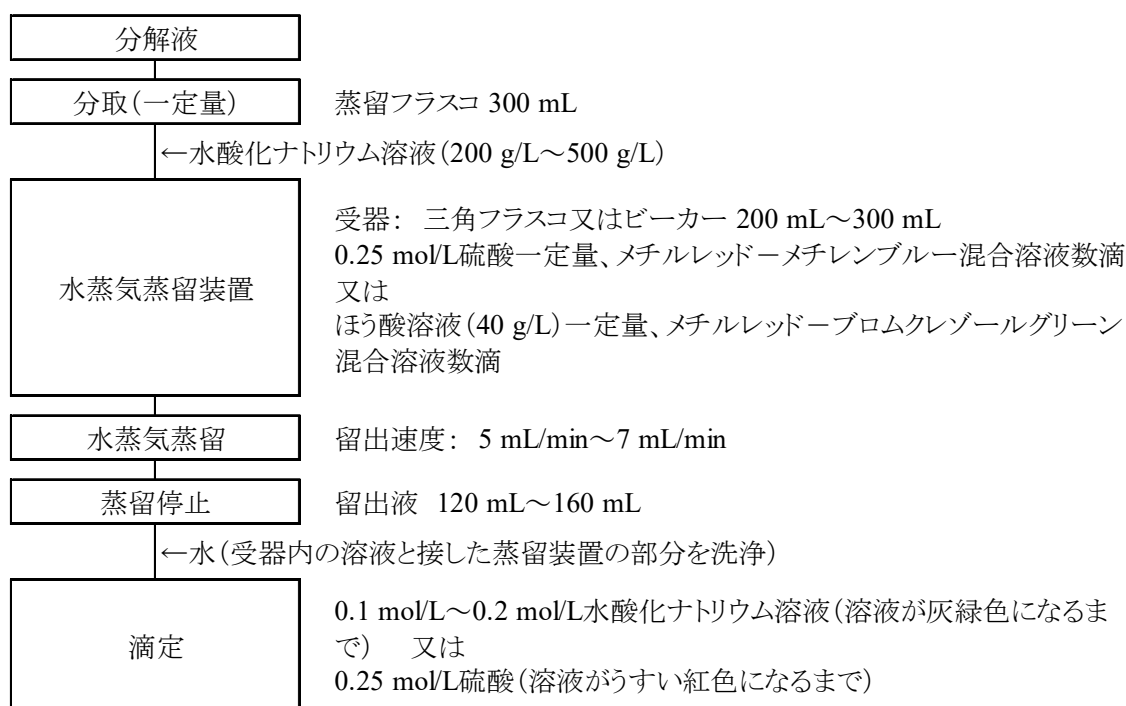 分解液
分取(一定量)
蒸留フラスコ 300 mL
←水酸化ナトリウム溶液(200 g/L～500 g/L)
水蒸気蒸留装置
受器： 三角フラスコ又はビーカー 200 mL～300 mL
0.25 mol/L硫酸一定量、メチルレッド－メチレンブルー混合溶液数滴
又は
ほう酸溶液(40 g/L)一定量、メチルレッド－ブロムクレゾールグリーン
混合溶液数滴
水蒸気蒸留
留出速度： 5 mL/min～7 mL/min
蒸留停止
留出液 120 mL～160 mL
←水(受器内の溶液と接した蒸留装置の部分を洗浄)
滴定
0.1 mol/L～0.2 mol/L水酸化ナトリウム溶液(溶液が灰緑色になるま
で) 又は
0.25 mol/L硫酸(溶液がうすい紅色になるまで)